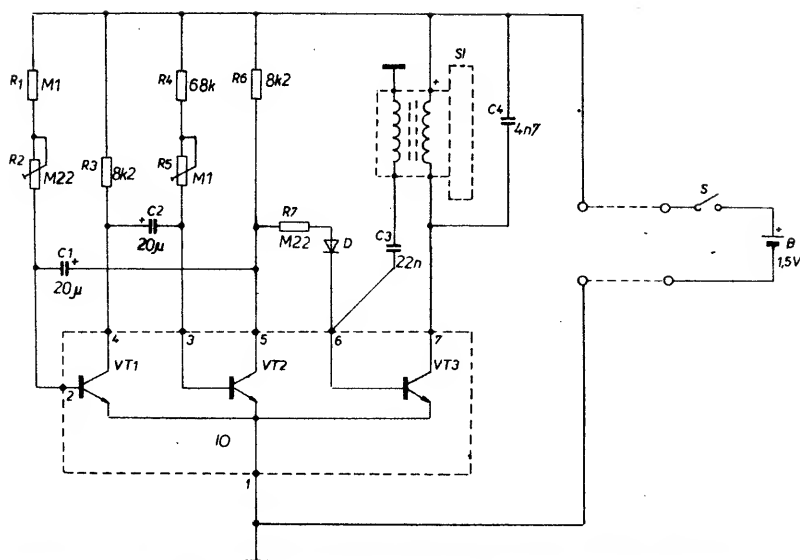 R1 M1
R2 M22
R3 8k2
R4 68k
R5 M1
R6 8k2
SI
+
C4 4n7
S
B
+
1,5V
C2
+
20μ
C1 +
20μ
R7
M22
D
C3
22n
4
3
5
6
7
VT1
VT2
VT3
2
IO
1